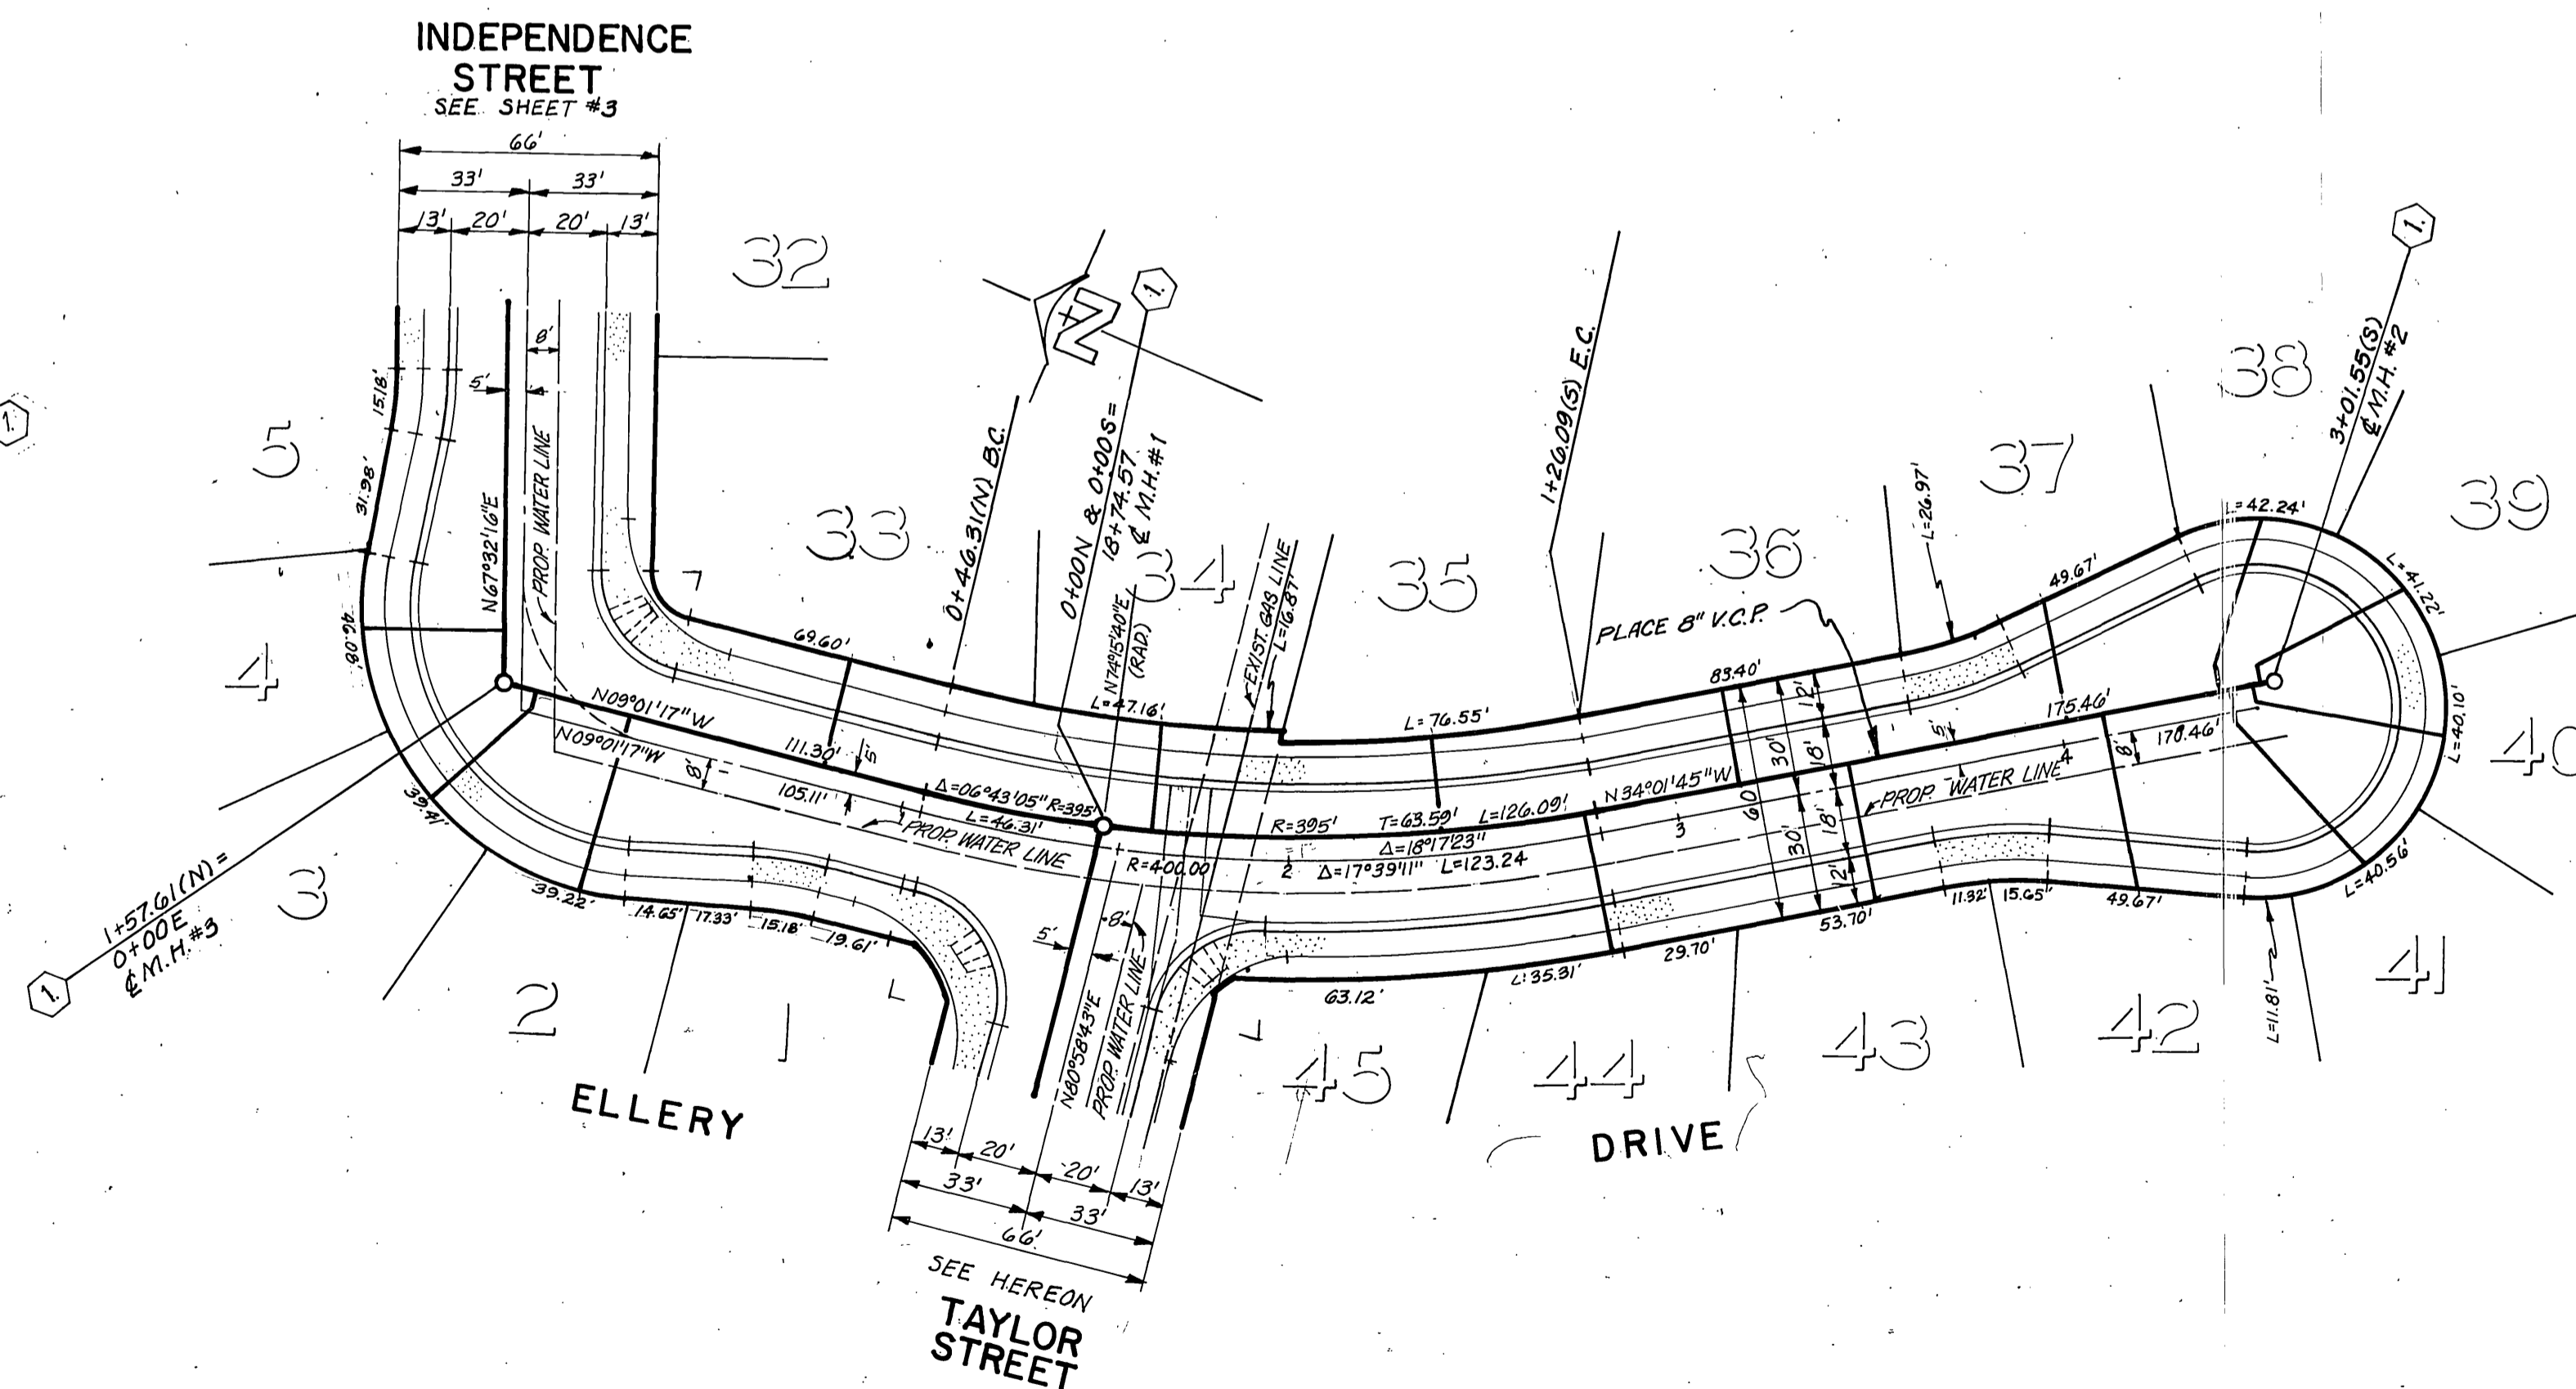 INDEPENDENCE
STREET
SEE SHEET #3
66'
33' 33'
13' 20' 20' 13'
32
8'
5'
15.18'
31.98'
5
N67°32'16"E
PROP. WATER LINE
33
46.08'
4
1.
N
1.
0+46.31(N) B.C.
0+00N & 0+00S=
18+74.57
℄ M.H. #1
N74°15'40"E
(RAD.)
34
EXIST. GAS LINE
L=16.87'
35
1+26.09(S) E.C.
36
PLACE 8" V.C.P.
L=26.97'
37
38
3+01.55(S)
℄ M.H. #2
1.
39
L=42.24'
L=41.22'
L=40.10'
40
L=40.56'
49.67'
69.60'
L=47.16'
L=76.55'
83.40'
175.46'
170.46'
N09°01'17"W
N09°01'17"W
111.30'
5'
8'
105.11'
Δ=06°43'05" R=395'
L=46.31'
PROP. WATER LINE
R=395' T=63.59' L=126.09'
Δ=18°17'23"
R=400.00
2
Δ=17°39'11" L=123.24
N34°01'45"W
3
60
30'
30'
12'
18'
18'
12'
5'
4
8'
PROP. WATER LINE
39.41'
39.22'
14.65' 17.33' 15.18' 19.61'
3
1+57.61(N)=
0+00E
℄ M.H. #3
1.
2
1
5'
8'
N80°58'43"E
PROP. WATER LINE
63.12'
L=35.31'
29.70'
53.70'
11.32' 15.65'
49.67'
L=11.81'
45
44
43
42
41
ELLERY
DRIVE
13' 20' 20' 13'
33' 33'
66'
SEE HEREON
TAYLOR
STREET